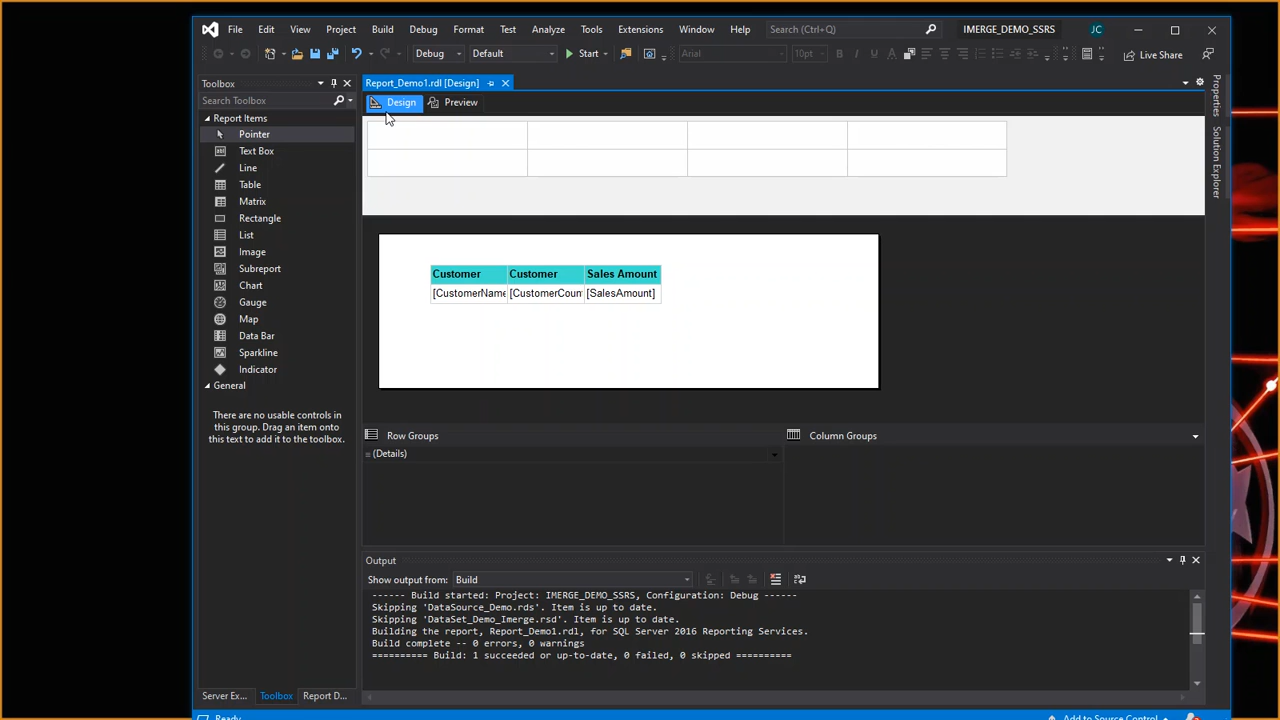 File Edit View Project Build Debug Format Test Analyze Tools Extensions Window Help Search (Ctrl+Q) IMERGE_DEMO_SSRS JC
Debug Default Start Arial 10pt B I U A Live Share
Toolbox
Search Toolbox
Report Items
Pointer
Text Box
Line
Table
Matrix
Rectangle
List
Image
Subreport
Chart
Gauge
Map
Data Bar
Sparkline
Indicator
General
There are no usable controls in
this group. Drag an item onto
this text to add it to the toolbox.
Server Ex... Toolbox Report D...
Report_Demo1.rdl [Design]
Design Preview
Customer Customer Sales Amount
[CustomerName [CustomerCoun [SalesAmount]
Row Groups Column Groups
(Details)
Output
Show output from: Build
------ Build started: Project: IMERGE_DEMO_SSRS, Configuration: Debug ------
Skipping 'DataSource_Demo.rds'. Item is up to date.
Skipping 'DataSet_Demo_Imerge.rsd'. Item is up to date.
Building the report, Report_Demo1.rdl, for SQL Server 2016 Reporting Services.
Build complete -- 0 errors, 0 warnings
========== Build: 1 succeeded or up-to-date, 0 failed, 0 skipped ==========
Properties
Solution Explorer
Ready Add to Source Control